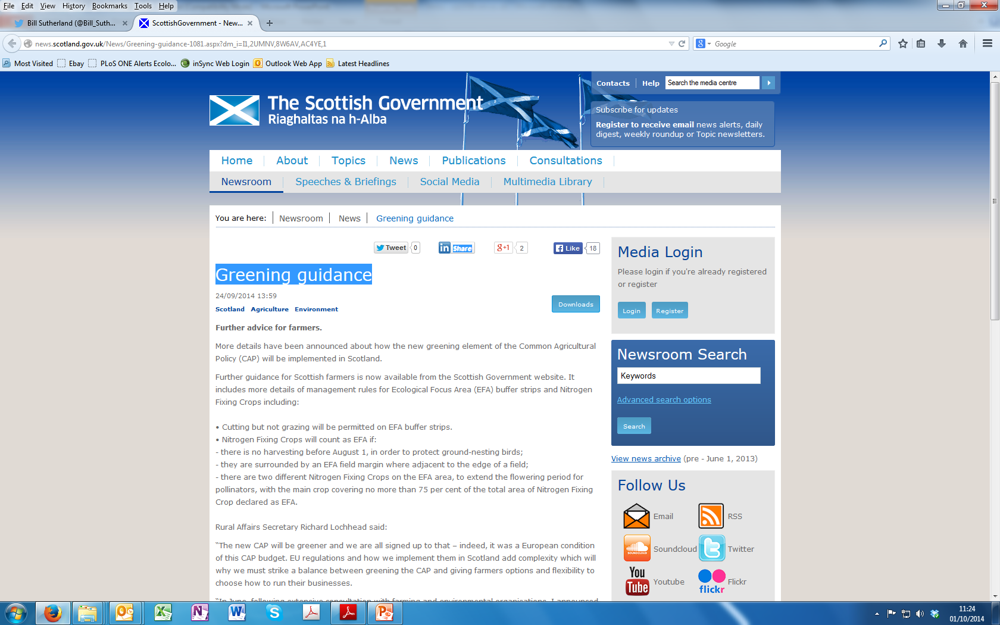 File Edit View History Bookmarks Tools Help
Bill Sutherland (@Bill_Suth... × ScottishGovernment - New... × +
news.scotland.gov.uk/News/Greening-guidance-1081.aspx?dm_i=I1,2UMNV,8W6AV,AC4YE,1
Google
Most Visited Ebay PLoS ONE Alerts Ecolo... inSync Web Login Outlook Web App Latest Headlines
Contacts Help Search the media centre
The Scottish Government
Riaghaltas na h-Alba
Subscribe for updates
Register to receive email news alerts, daily
digest, weekly roundup or Topic newsletters.
Home About Topics News Publications Consultations
Newsroom Speeches & Briefings Social Media Multimedia Library
You are here: Newsroom News Greening guidance
Tweet 0 in Share g+1 2 Like 18
Greening guidance
24/09/2014 13:59
Scotland Agriculture Environment
Downloads
Further advice for farmers.
More details have been announced about how the new greening element of the Common Agricultural
Policy (CAP) will be implemented in Scotland.
Further guidance for Scottish farmers is now available from the Scottish Government website. It
includes more details of management rules for Ecological Focus Area (EFA) buffer strips and Nitrogen
Fixing Crops including:
• Cutting but not grazing will be permitted on EFA buffer strips.
• Nitrogen Fixing Crops will count as EFA if:
- there is no harvesting before August 1, in order to protect ground-nesting birds;
- they are surrounded by an EFA field margin where adjacent to the edge of a field;
- there are two different Nitrogen Fixing Crops on the EFA area, to extend the flowering period for
pollinators, with the main crop covering no more than 75 per cent of the total area of Nitrogen Fixing
Crop declared as EFA.
Rural Affairs Secretary Richard Lochhead said:
“The new CAP will be greener and we are all signed up to that – indeed, it was a European condition
of this CAP budget. EU regulations and how we implement them in Scotland add complexity which will
why we must strike a balance between greening the CAP and giving farmers options and flexibility to
choose how to run their businesses.
“In June, following extensive consultation with farming and environmental organisations, I announced
Media Login
Please login if you're already registered
or register
Login Register
Newsroom Search
Keywords
Advanced search options
Search
View news archive (pre - June 1, 2013)
Follow Us
Email RSS
SOUNDCLOUD Soundcloud Twitter
You Tube Youtube flickr Flickr
11:24
01/10/2014